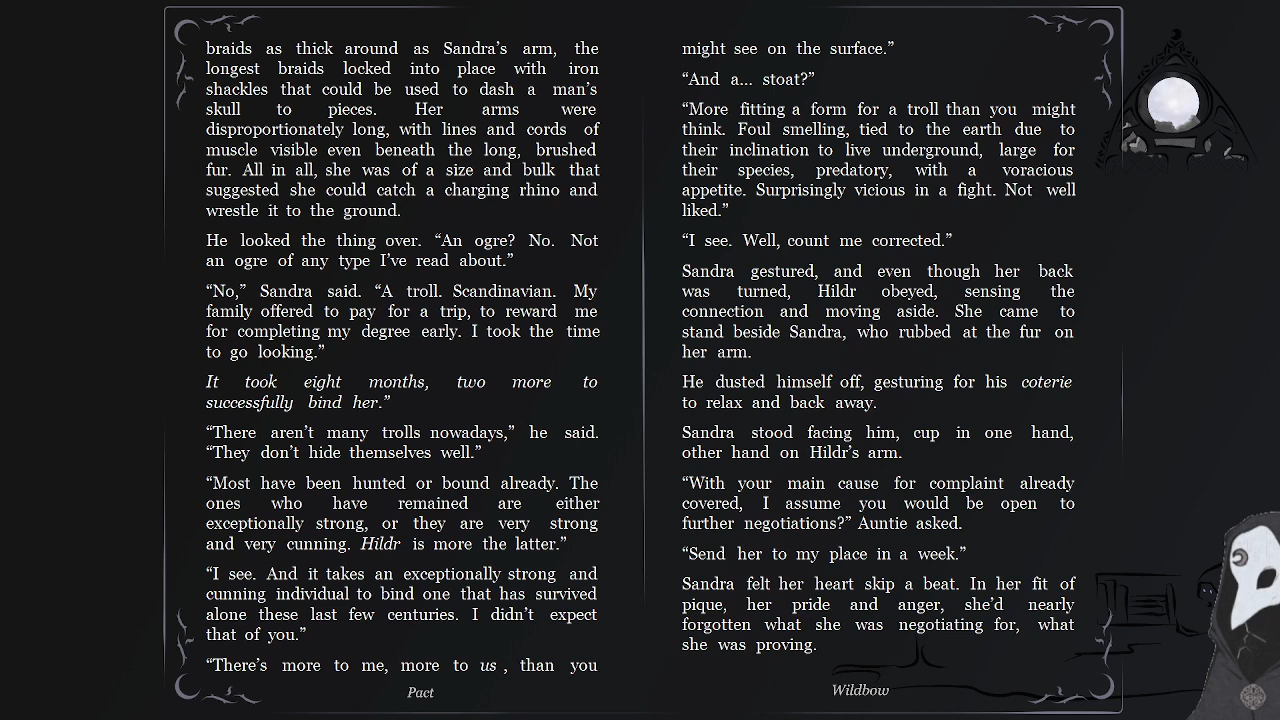 braids as thick around as Sandra’s arm, the
longest braids locked into place with iron
shackles that could be used to dash a man’s
skull to pieces. Her arms were
disproportionately long, with lines and cords of
muscle visible even beneath the long, brushed
fur. All in all, she was of a size and bulk that
suggested she could catch a charging rhino and
wrestle it to the ground.
He looked the thing over. “An ogre? No. Not
an ogre of any type I’ve read about.”
“No,” Sandra said. “A troll. Scandinavian. My
family offered to pay for a trip, to reward me
for completing my degree early. I took the time
to go looking.”
It took eight months, two more to
successfully bind her.”
“There aren’t many trolls nowadays,” he said.
“They don’t hide themselves well.”
“Most have been hunted or bound already. The
ones who have remained are either
exceptionally strong, or they are very strong
and very cunning. Hildr is more the latter.”
“I see. And it takes an exceptionally strong and
cunning individual to bind one that has survived
alone these last few centuries. I didn’t expect
that of you.”
“There’s more to me, more to us , than you
Pact
might see on the surface.”
“And a... stoat?”
“More fitting a form for a troll than you might
think. Foul smelling, tied to the earth due to
their inclination to live underground, large for
their species, predatory, with a voracious
appetite. Surprisingly vicious in a fight. Not well
liked.”
“I see. Well, count me corrected.”
Sandra gestured, and even though her back
was turned, Hildr obeyed, sensing the
connection and moving aside. She came to
stand beside Sandra, who rubbed at the fur on
her arm.
He dusted himself off, gesturing for his coterie
to relax and back away.
Sandra stood facing him, cup in one hand,
other hand on Hildr’s arm.
“With your main cause for complaint already
covered, I assume you would be open to
further negotiations?” Auntie asked.
“Send her to my place in a week.”
Sandra felt her heart skip a beat. In her fit of
pique, her pride and anger, she’d nearly
forgotten what she was negotiating for, what
she was proving.
Wildbow